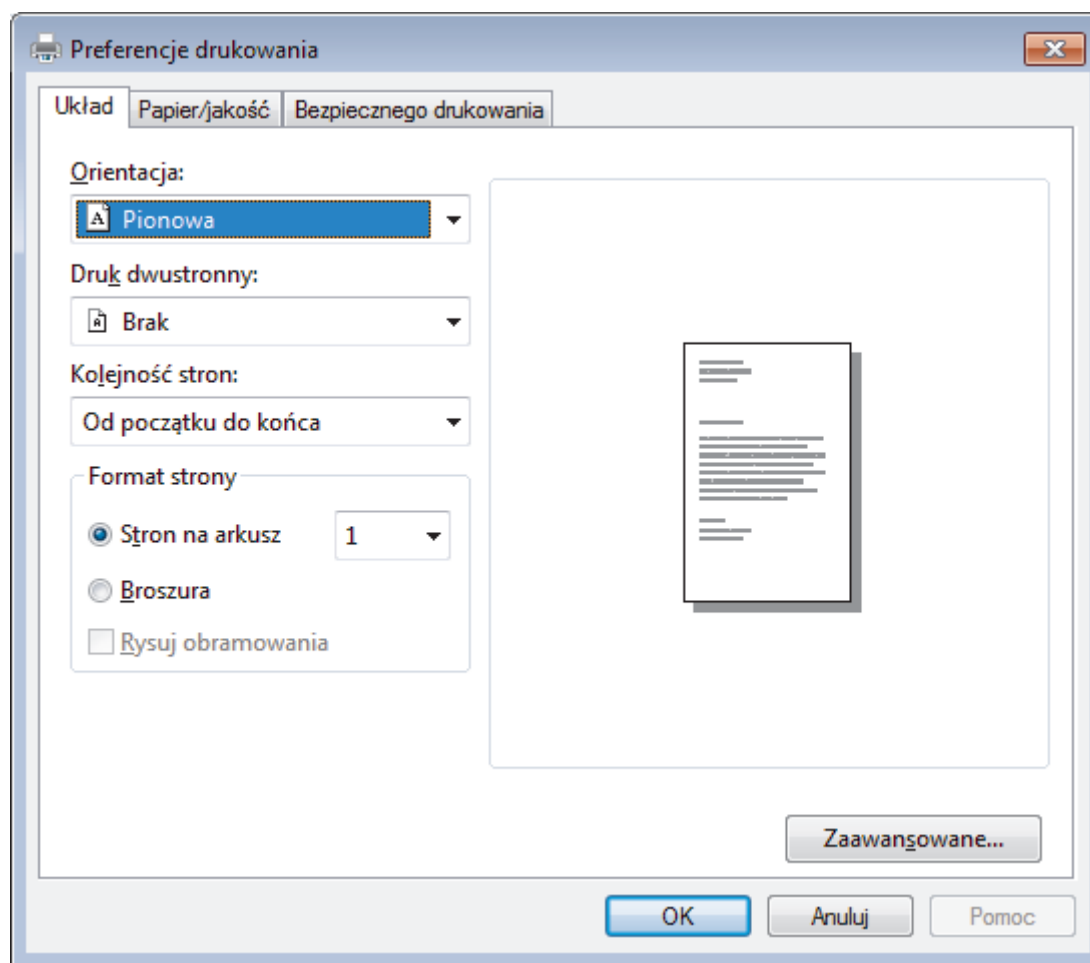 Preferencje drukowania
Układ Papier/jakość Bezpiecznego drukowania
Orientacja:
A Pionowa
Druk dwustronny:
A Brak
Kolejność stron:
Od początku do końca
Format strony
Stron na arkusz 1
Broszura
Rysuj obramowania
Zaawansowane...
OK Anuluj Pomoc